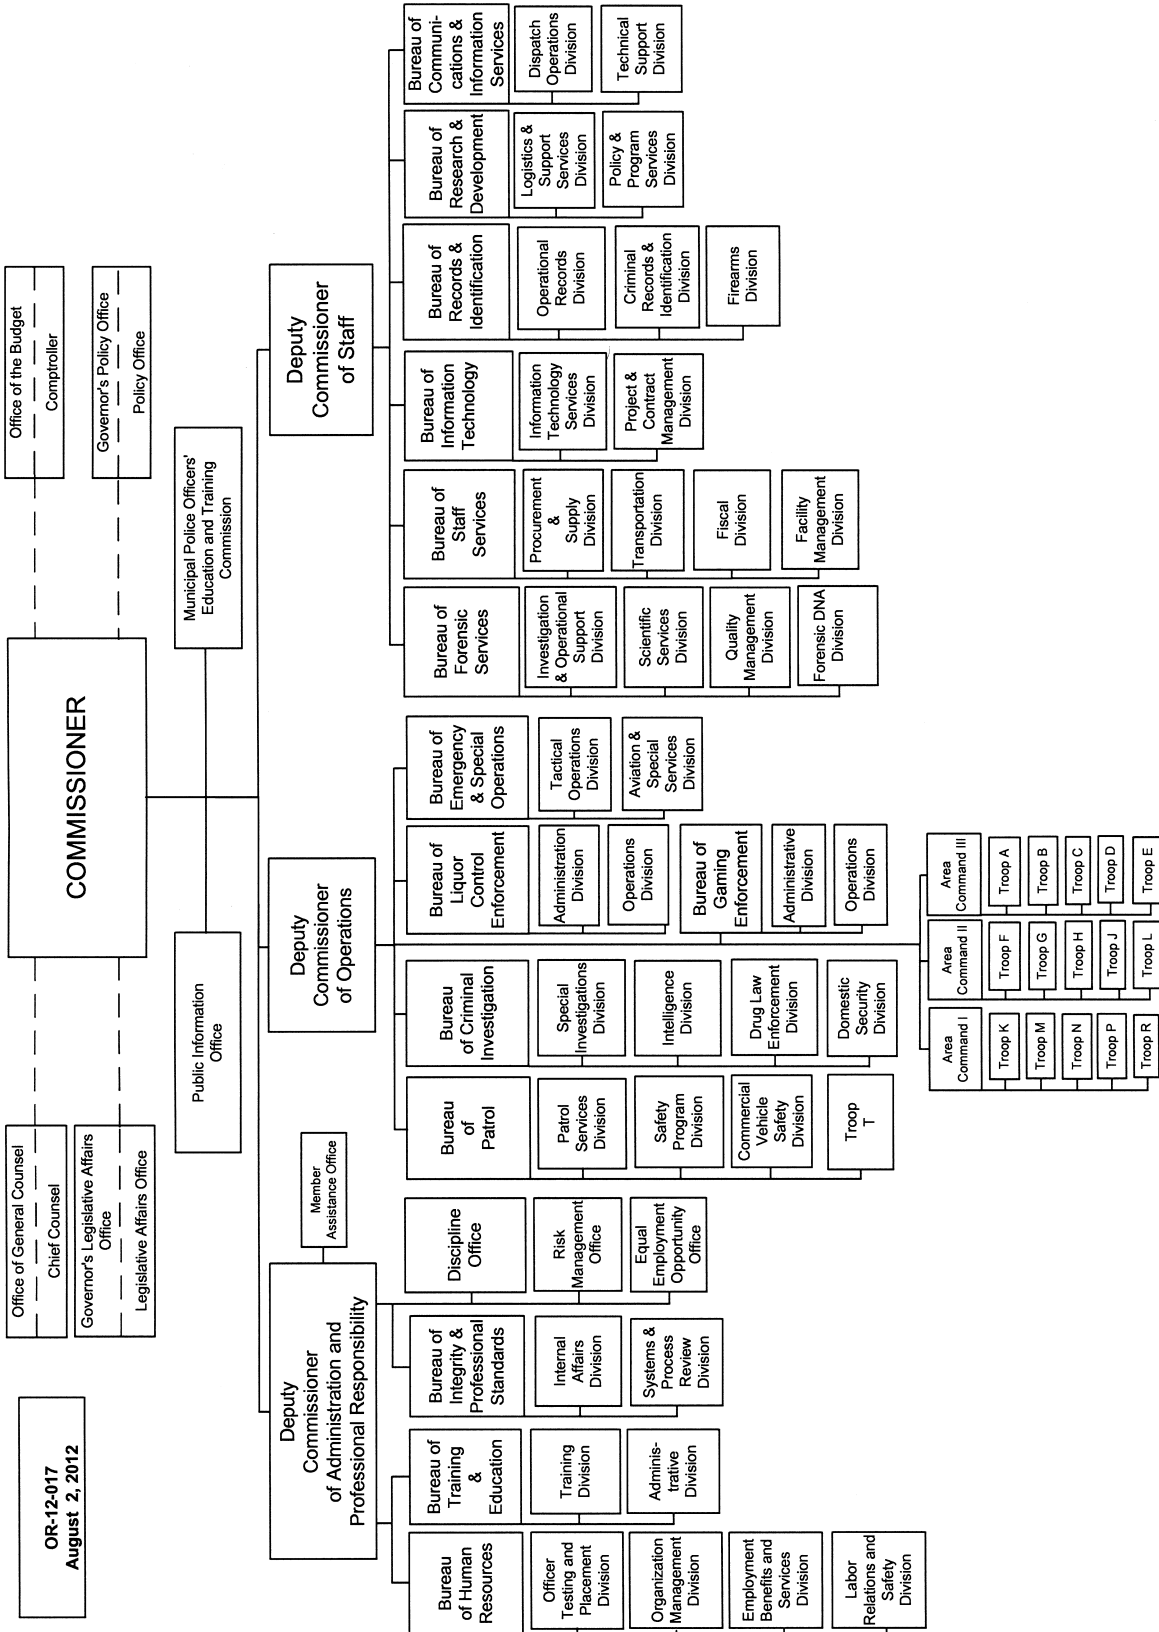 OR-12-017
August 2, 2012
Office of General Counsel
Chief Counsel
Governor's Legislative Affairs
Office
Legislative Affairs Office
COMMISSIONER
Office of the Budget
Comptroller
Governor's Policy Office
Policy Office
Public Information
Office
Municipal Police Officers'
Education and Training
Commission
Deputy
Commissioner
of Administration and
Professional Responsibility
Member
Assistance Office
Deputy
Commissioner
of Operations
Deputy
Commissioner
of Staff
Bureau
of Human
Resources
Officer
Testing and
Placement
Division
Organization
Management
Division
Employment
Benefits and
Services
Division
Labor
Relations and
Safety
Division
Bureau of
Training
&
Education
Training
Division
Adminis-
trative
Division
Bureau of
Integrity &
Professional
Standards
Internal
Affairs
Division
Systems &
Process
Review
Division
Discipline
Office
Risk
Management
Office
Equal
Employment
Opportunity
Office
Bureau
of
Patrol
Patrol
Services
Division
Safety
Program
Division
Commercial
Vehicle
Safety
Division
Troop
T
Bureau
of Criminal
Investigation
Special
Investigations
Division
Intelligence
Division
Drug Law
Enforcement
Division
Domestic
Security
Division
Bureau of
Liquor
Control
Enforcement
Administration
Division
Operations
Division
Bureau of
Gaming
Enforcement
Administrative
Division
Operations
Division
Bureau of
Emergency
& Special
Operations
Tactical
Operations
Division
Aviation &
Special
Services
Division
Area
Command I
Troop K
Troop M
Troop N
Troop P
Troop R
Area
Command II
Troop F
Troop G
Troop H
Troop J
Troop L
Area
Command III
Troop A
Troop B
Troop C
Troop D
Troop E
Bureau of
Forensic
Services
Investigation
& Operational
Support
Division
Scientific
Services
Division
Quality
Management
Division
Forensic DNA
Division
Bureau of
Staff
Services
Procurement
&
Supply
Division
Transportation
Division
Fiscal
Division
Facility
Management
Division
Bureau of
Information
Technology
Information
Technology
Services
Division
Project &
Contract
Management
Division
Bureau of
Records &
Identification
Operational
Records
Division
Criminal
Records &
Identification
Division
Firearms
Division
Bureau of
Research &
Development
Logistics &
Support
Services
Division
Policy &
Program
Services
Division
Bureau of
Communi-
cations &
Information
Services
Dispatch
Operations
Division
Technical
Support
Division